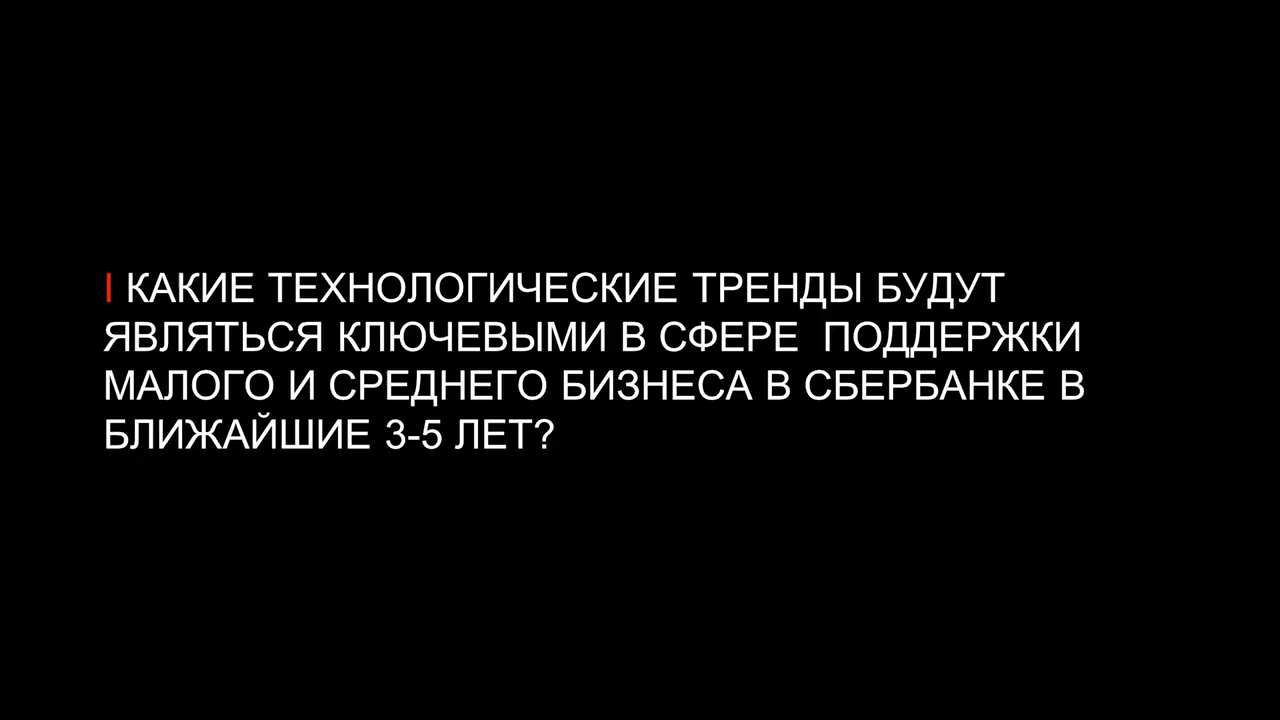 | КАКИЕ ТЕХНОЛОГИЧЕСКИЕ ТРЕНДЫ БУДУТ
ЯВЛЯТЬСЯ КЛЮЧЕВЫМИ В СФЕРЕ  ПОДДЕРЖКИ
МАЛОГО И СРЕДНЕГО БИЗНЕСА В СБЕРБАНКЕ В
БЛИЖАЙШИЕ 3-5 ЛЕТ?